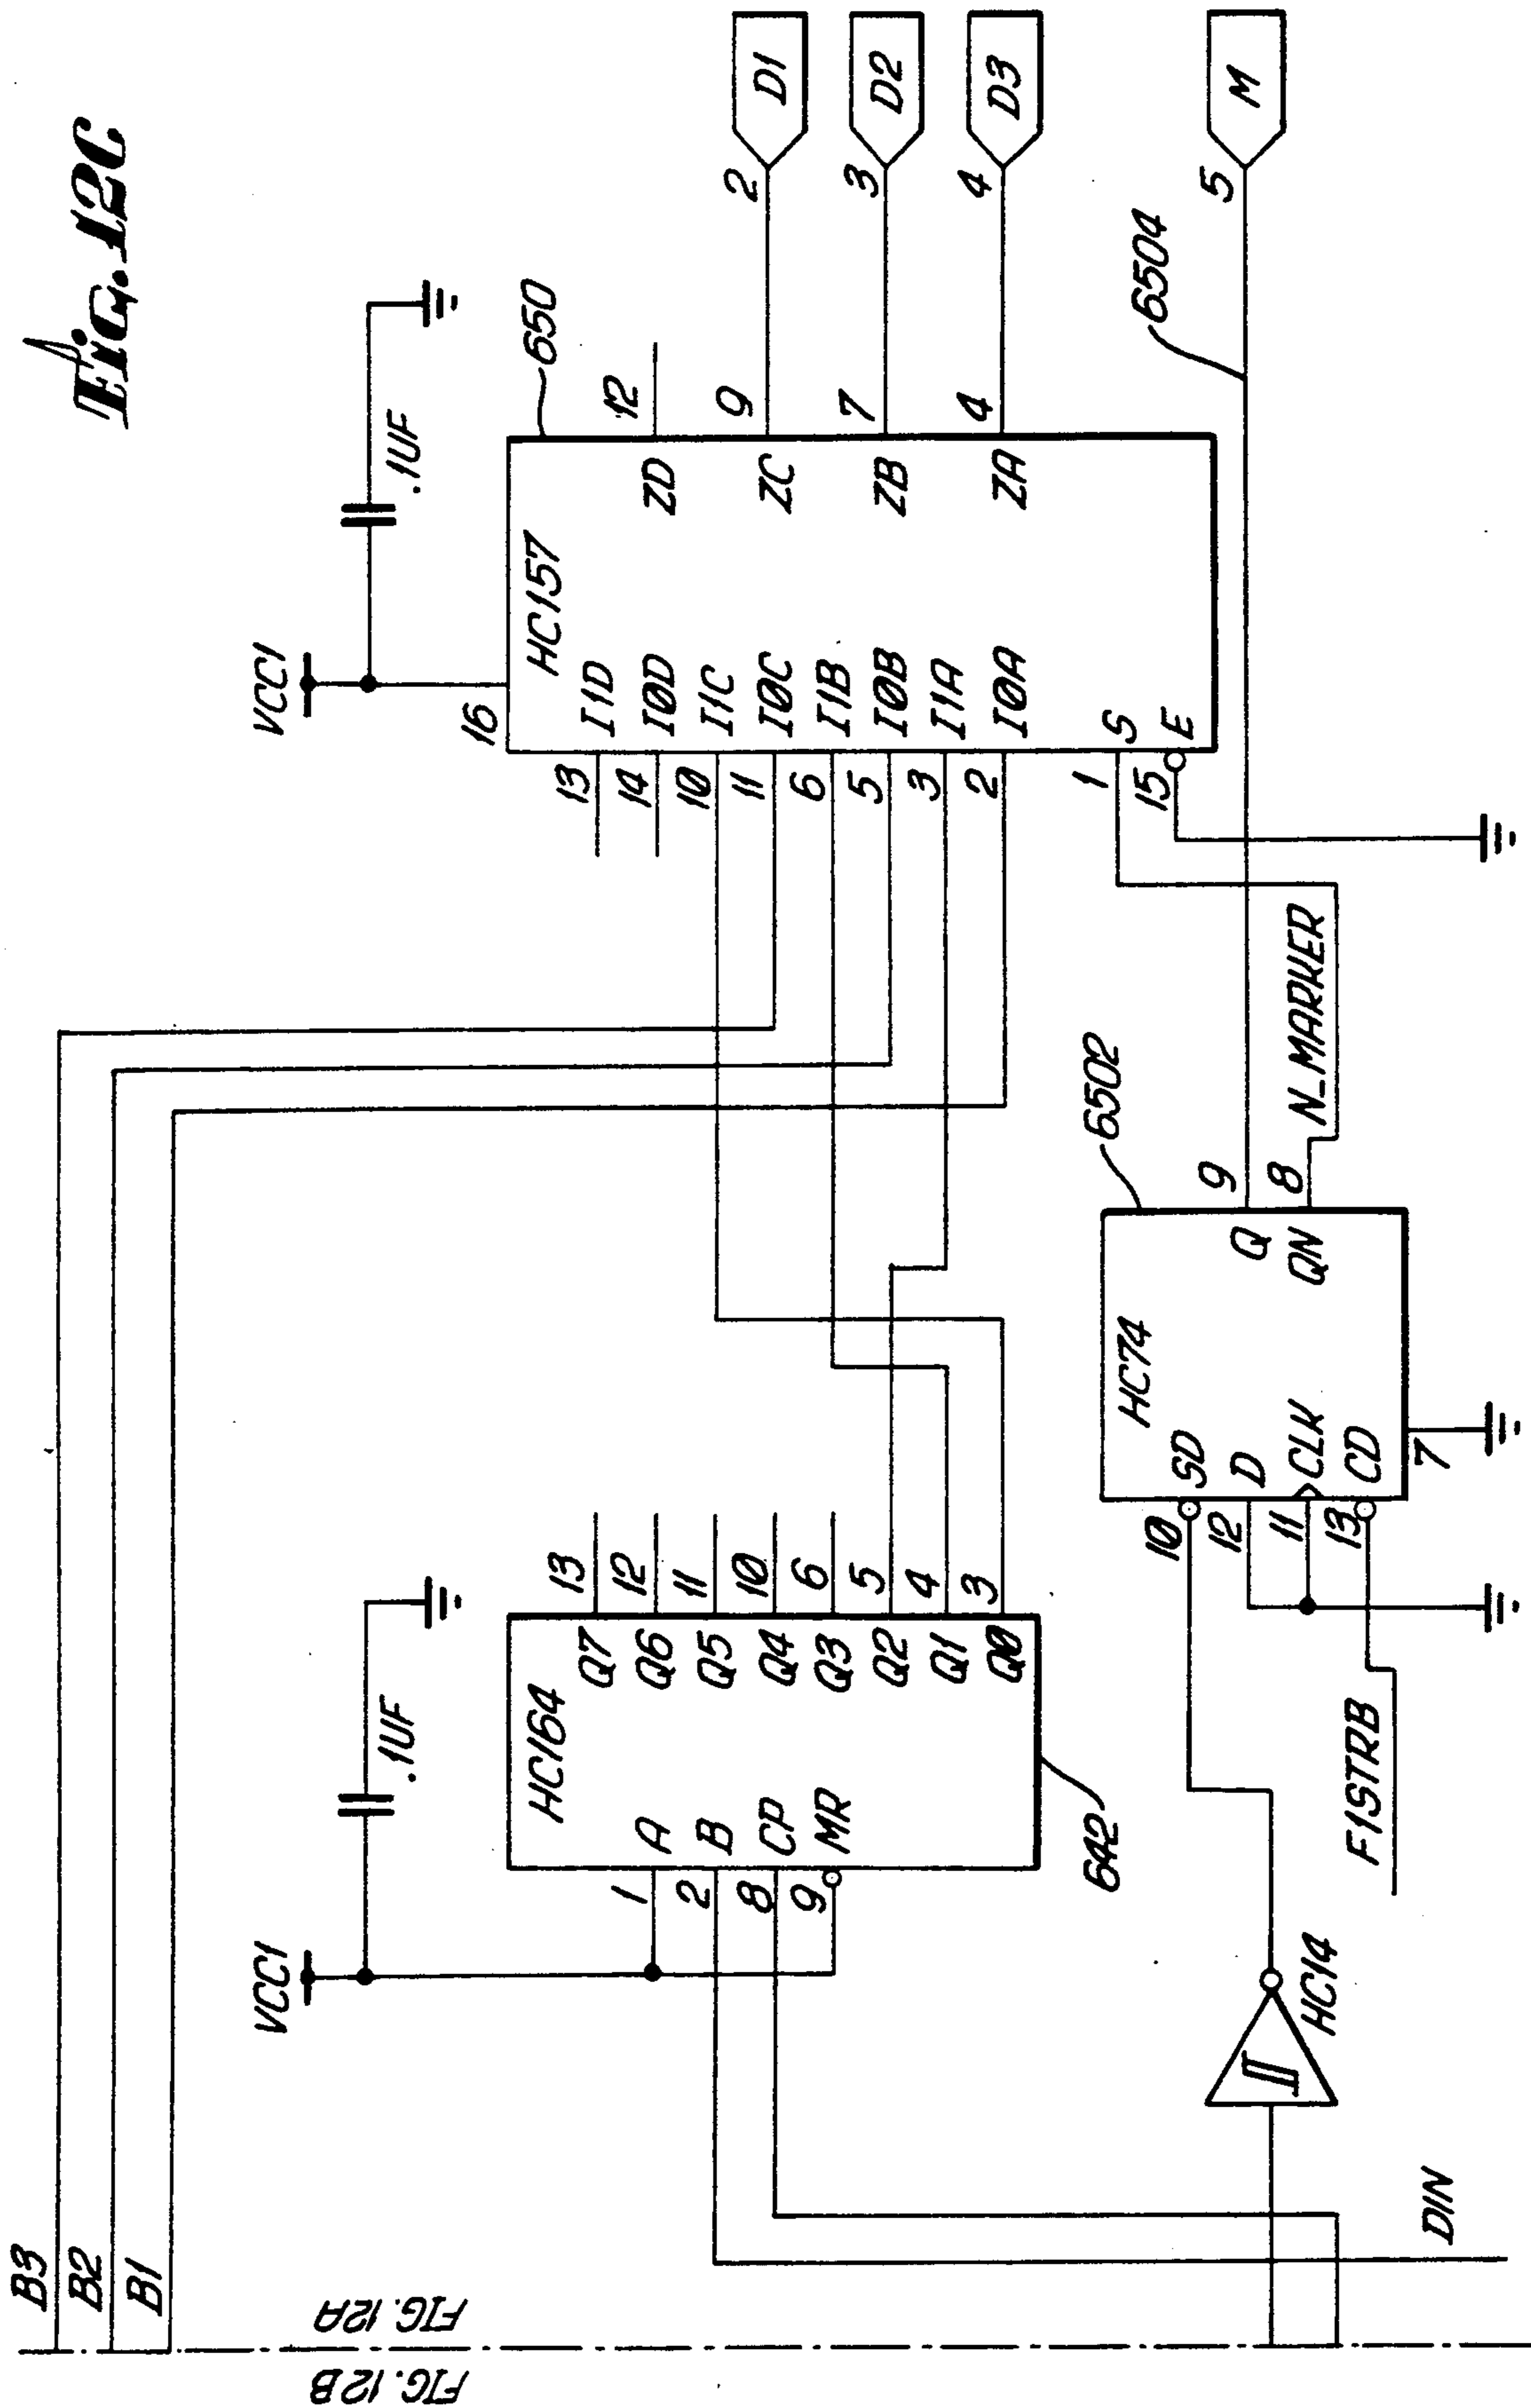 Fig. 12C
B3
B2
B1
FIG. 12A
FIG. 12B
VCC1
.1UF
HC164
1 A
2 B
8 CP
9 MR
Q7 13
Q6 12
Q5 11
Q4 10
Q3 6
Q2 5
Q1 4
Q0 3
642
VCC1
.1UF
16
650
HC157
13 I1D
14 I0D
10 I1C
11 I0C
6 I1B
5 I0B
3 I1A
2 I0A
1 S
15 E
ZD 12
ZC 9
ZB 7
ZA 4
2 D1
3 D2
4 D3
5 M
6504
HC14
DIN
F1STRB
HC74
10 SD
12 D
11 CLK
13 CD
7
Q 9
QN 8
6502
N_MARKER